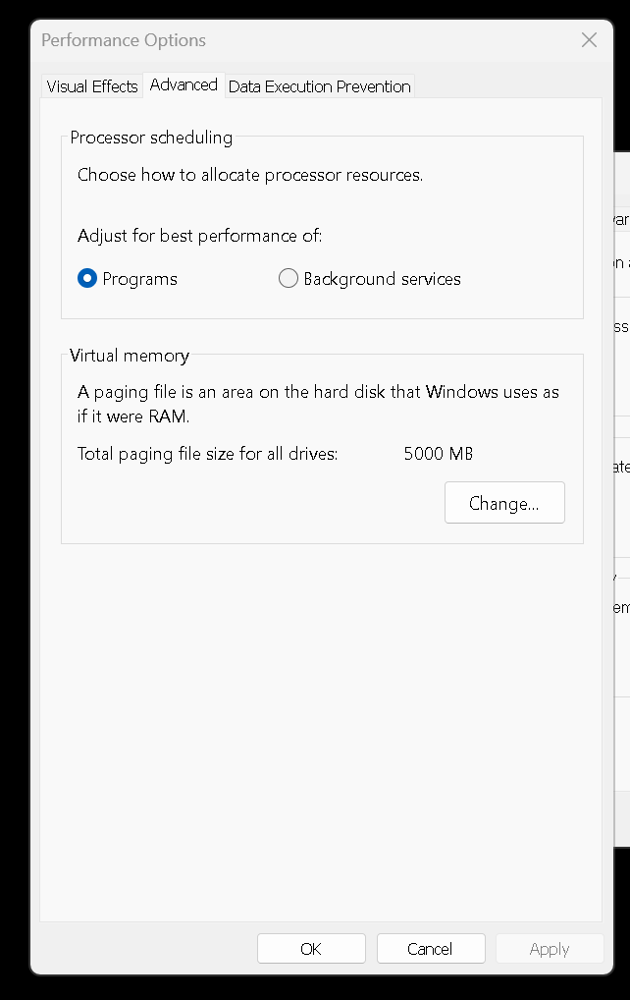 Performance Options
Visual Effects
Advanced
Data Execution Prevention
Processor scheduling
Choose how to allocate processor resources.
Adjust for best performance of:
Programs
Background services
Virtual memory
A paging file is an area on the hard disk that Windows uses as
if it were RAM.
Total paging file size for all drives: 5000 MB
Change...
OK
Cancel
Apply